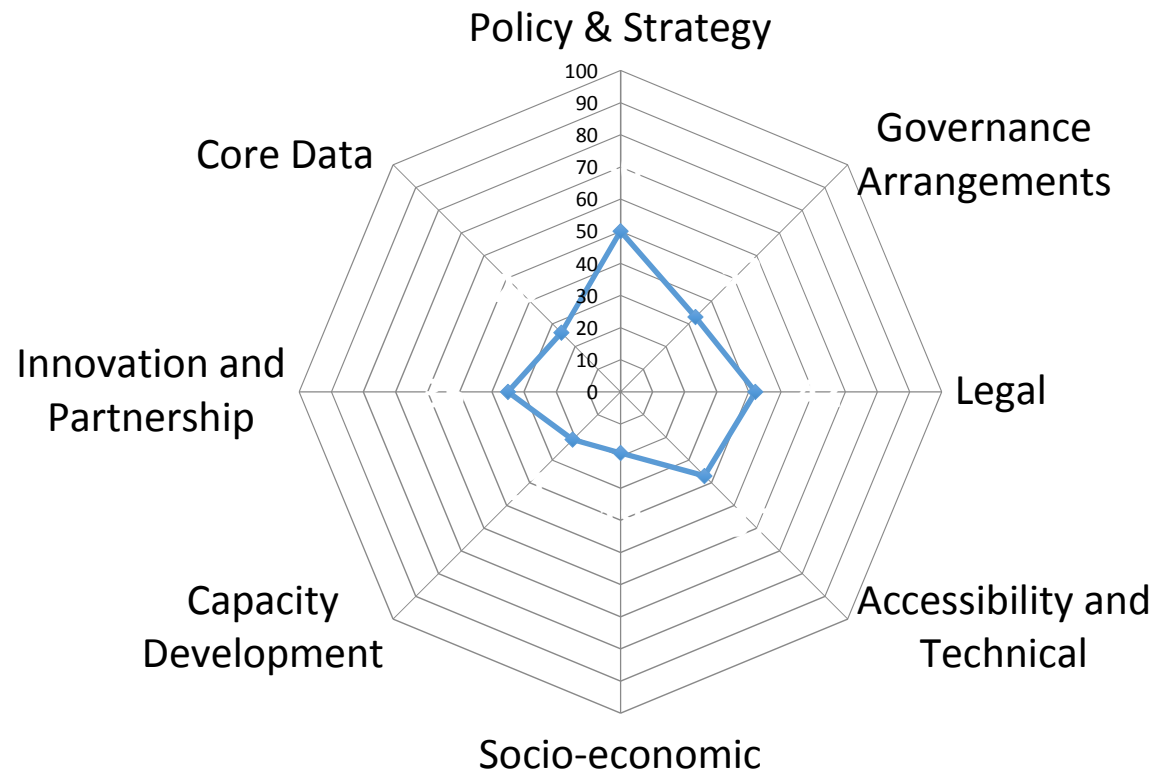 Policy & Strategy
100
90
80
70
60
50
40
30
20
10
0
Governance
Arrangements
Legal
Accessibility and
Technical
Socio-economic
Capacity
Development
Innovation and
Partnership
Core Data